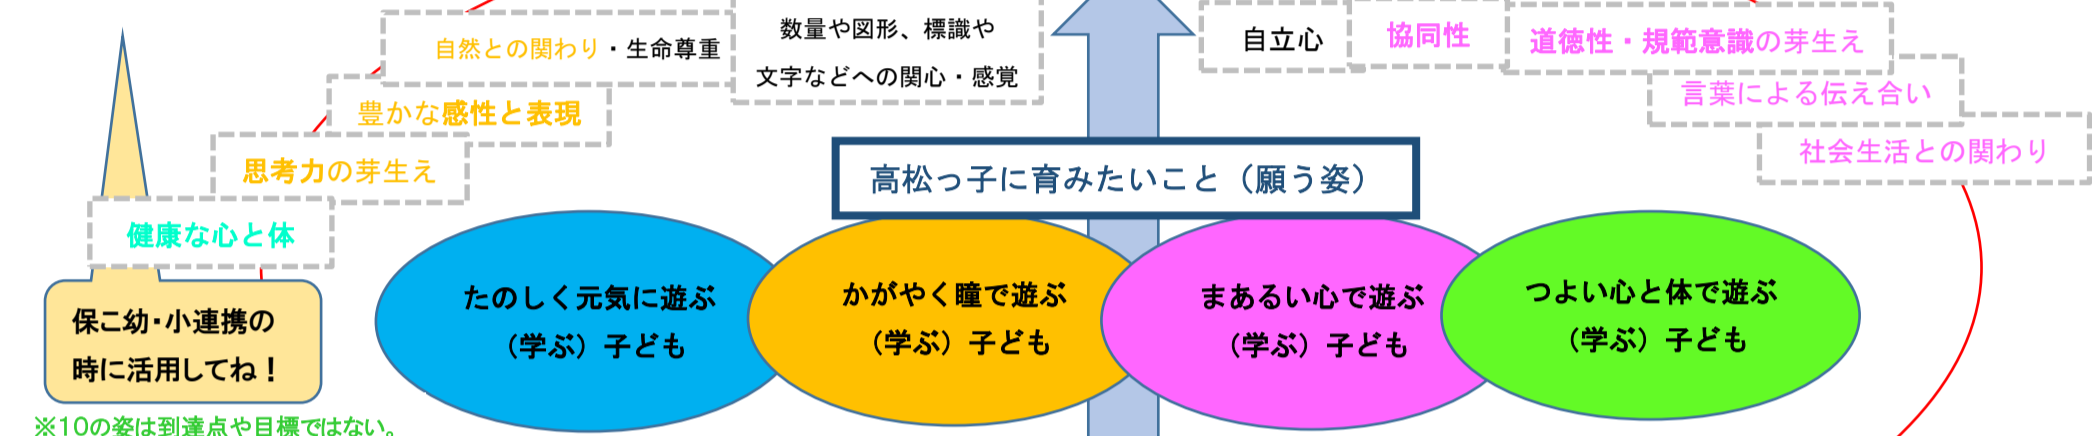 数量や図形、標識や
文字などへの関心・感覚
自然との関わり・生命尊重
豊かな感性と表現
思考力の芽生え
健康な心と体
自立心
協同性
道徳性・規範意識の芽生え
言葉による伝え合い
社会生活との関わり
高松っ子に育みたいこと（願う姿）
たのしく元気に遊ぶ
（学ぶ）子ども
かがやく瞳で遊ぶ
（学ぶ）子ども
まあるい心で遊ぶ
（学ぶ）子ども
つよい心と体で遊ぶ
（学ぶ）子ども
保こ幼・小連携の
時に活用してね！
※10の姿は到達点や目標ではない。